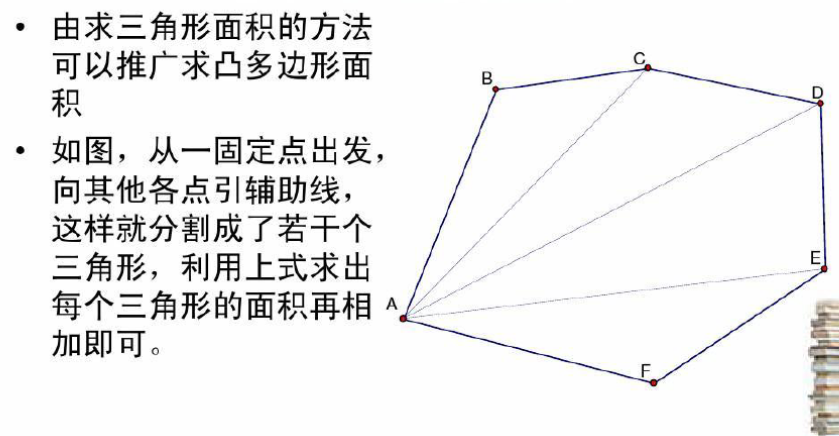 • 由求三角形面积的方法
可以推广求凸多边形面
积
• 如图，从一固定点出发，
向其他各点引辅助线，
这样就分割成了若干个
三角形，利用上式求出
每个三角形的面积再相
加即可。
C
B
D
E
A
F